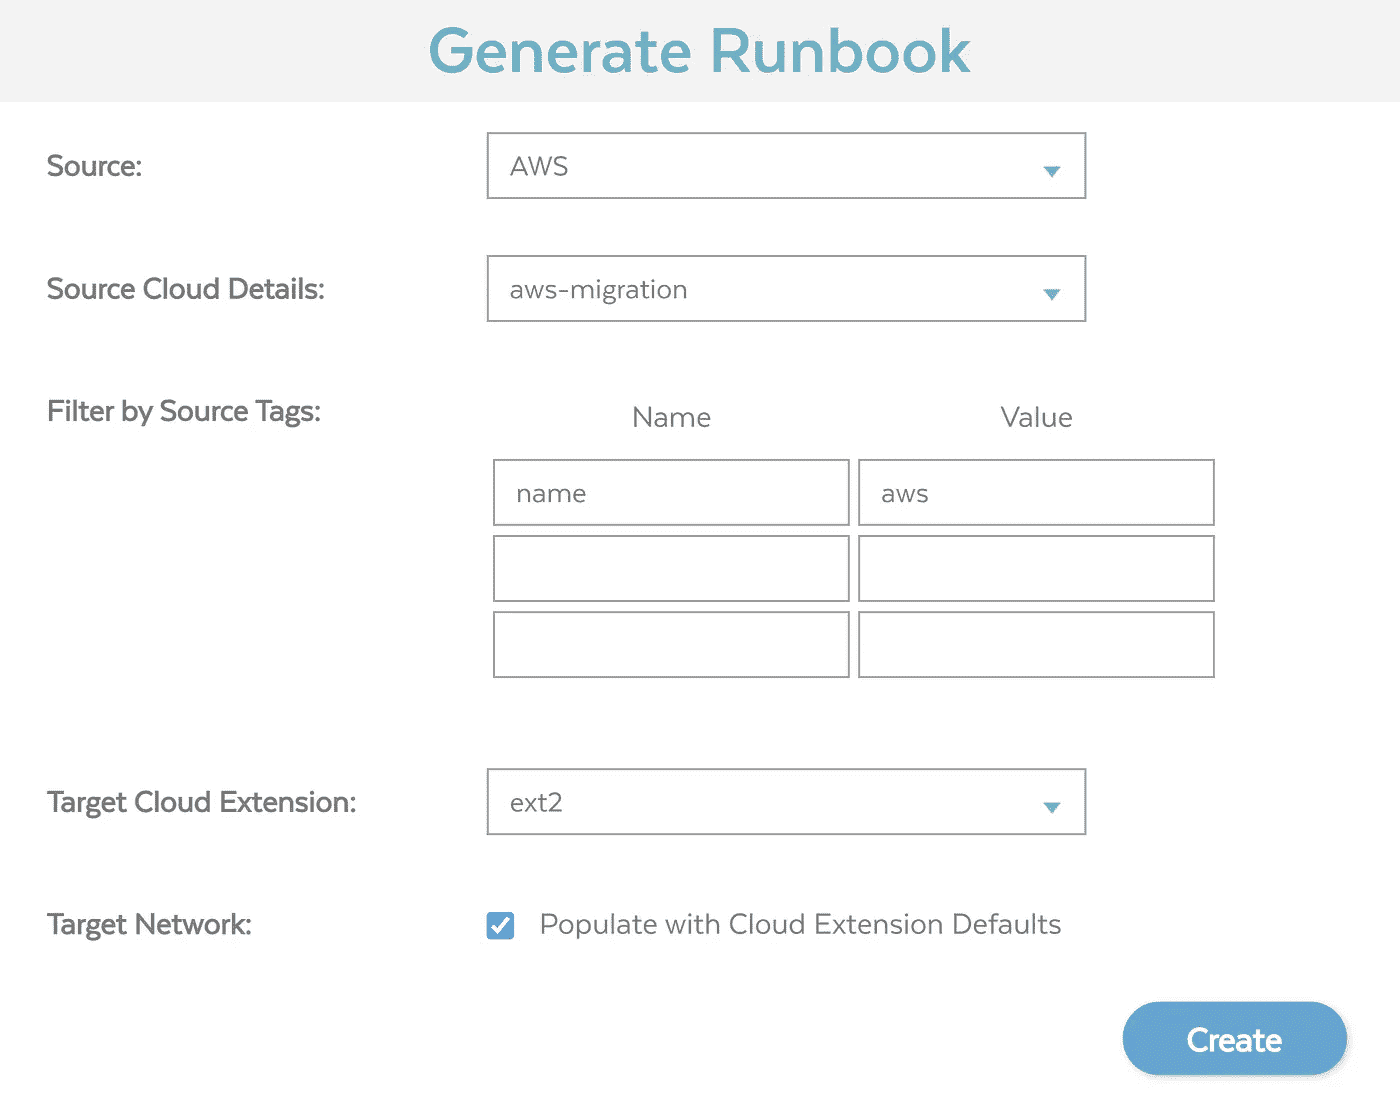 Generate Runbook
Source:
AWS
Source Cloud Details:
aws-migration
Filter by Source Tags:
Name Value
name aws
Target Cloud Extension:
ext2
Target Network:
Populate with Cloud Extension Defaults
Create